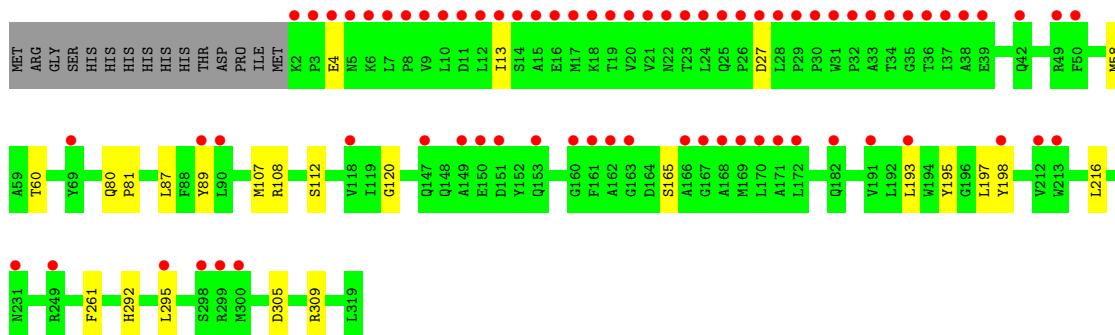 MET ARG GLY SER HIS HIS HIS HIS HIS HIS THR ASP PRO ILE MET K2 P3 E4 N5 K6 L7 P8 V9 L10 D11 L12 I13 S14 A15 E16 M17 K18 T19 V20 V21 N22 T23 L24 Q25 P26 D27 L28 P29 P30 W31 P32 A33 T34 G35 T36 I37 A38 E39 Q42 R49 F50 M58
A59 T60 Y69 Q80 P81 L87 F88 Y89 L90 M107 R108 S112 V118 I119 G120 Q147 Q148 A149 E150 D151 Y152 Q153 G160 F161 A162 G163 D164 S165 A166 G167 A168 M169 L170 A171 L172 Q182 V191 L192 L193 W194 Y195 G196 L197 Y198 V212 W213 L216
N231 R249 F261 H292 L295 S298 R299 M300 D305 R309 L319